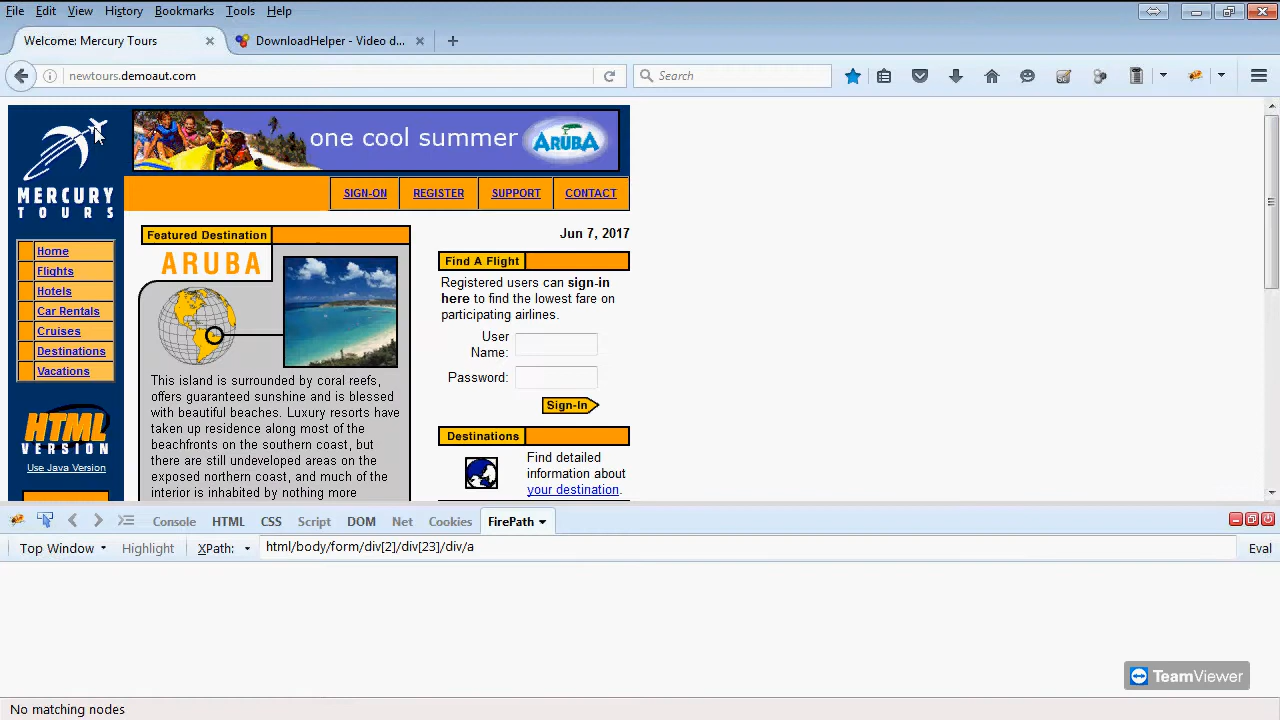 File Edit View History Bookmarks Tools Help
Welcome: Mercury Tours
DownloadHelper - Video d...
newtours.demoaut.com
Search
one cool summer
ARUBA
MERCURY
TOURS
SIGN-ON
REGISTER
SUPPORT
CONTACT
Home
Flights
Hotels
Car Rentals
Cruises
Destinations
Vacations
HTML
VERSION
Use Java Version
Featured Destination
ARUBA
This island is surrounded by coral reefs,
offers guaranteed sunshine and is blessed
with beautiful beaches. Luxury resorts have
taken up residence along most of the
beachfronts on the southern coast, but
there are still undeveloped areas on the
exposed northern coast, and much of the
interior is inhabited by nothing more
Jun 7, 2017
Find A Flight
Registered users can sign-in
here to find the lowest fare on
participating airlines.
User
Name:
Password:
Sign-In
Destinations
Find detailed
information about
your destination.
Console HTML CSS Script DOM Net Cookies FirePath
Top Window Highlight XPath: html/body/form/div[2]/div[23]/div/a Eval
TeamViewer
No matching nodes